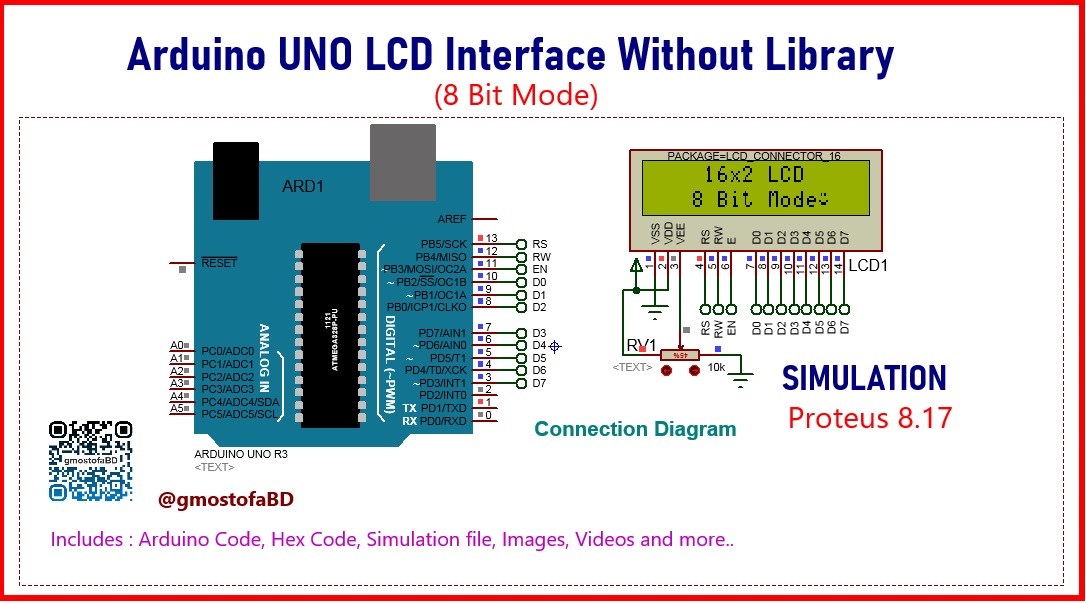 Arduino UNO LCD Interface Without Library
(8 Bit Mode)
ARD1
AREF
RESET
PB5/SCK 13 RS
PB4/MISO 12 RW
PB3/MOSI/OC2A 11 EN
~ PB2/SS/OC1B 10 D0
~ PB1/OC1A 9 D1
PB0/ICP1/CLKO 8 D2
PD7/AIN1 7 D3
~ PD6/AIN0 6 D4
~ PD5/T1 5 D5
PD4/T0/XCK 4 D6
~ PD3/INT1 3 D7
PD2/INT0 2
TX PD1/TXD 1
RX PD0/RXD 0
DIGITAL (~PWM)
1121
ATMEGA328P-PU
ANALOG IN
A0 PC0/ADC0
A1 PC1/ADC1
A2 PC2/ADC2
A3 PC3/ADC3
A4 PC4/ADC4/SDA
A5 PC5/ADC5/SCL
ARDUINO UNO R3
<TEXT>
PACKAGE=LCD_CONNECTOR_16
16x2 LCD
8 Bit Mode
VSS VDD VEE RS RW E D0 D1 D2 D3 D4 D5 D6 D7
1 2 3 4 5 6 7 8 9 10 11 12 13 14
LCD1
RS RW EN D0 D1 D2 D3 D4 D5 D6 D7
RV1
<TEXT>
10k
SIMULATION
Proteus 8.17
Connection Diagram
gmostofaBD
@gmostofaBD
Includes : Arduino Code, Hex Code, Simulation file, Images, Videos and more..